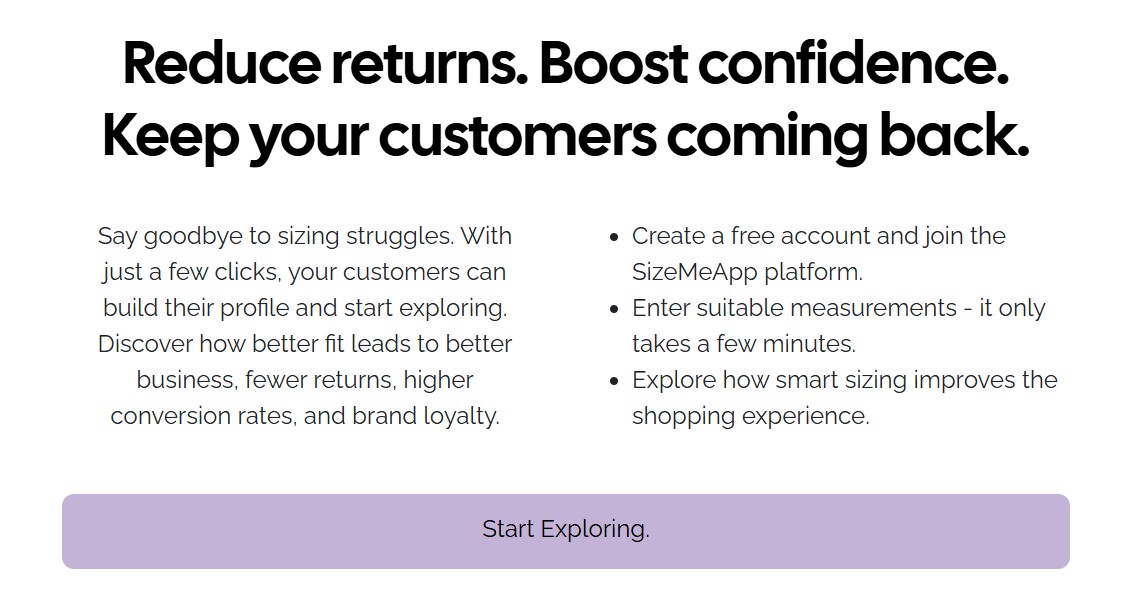 Reduce returns. Boost confidence.
Keep your customers coming back.
Say goodbye to sizing struggles. With
just a few clicks, your customers can
build their profile and start exploring.
Discover how better fit leads to better
business, fewer returns, higher
conversion rates, and brand loyalty.
• Create a free account and join the
SizeMeApp platform.
• Enter suitable measurements - it only
takes a few minutes.
• Explore how smart sizing improves the
shopping experience.
Start Exploring.